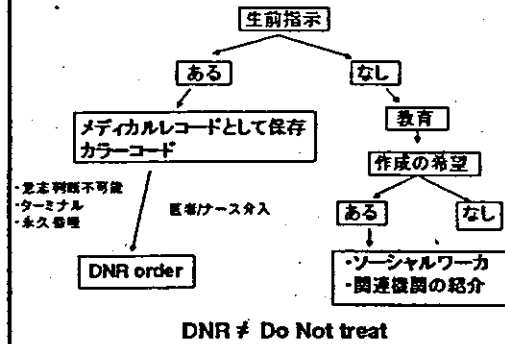 生前指示
ある
なし
メディカルレコードとして保存
カラーコード
教育
作成の希望
・意志判断不可能
・ターミナル
・永久昏睡
医者/ナース介入
ある
なし
DNR order
・ソーシャルワーカ
・関連機関の紹介
DNR ≠ Do Not treat